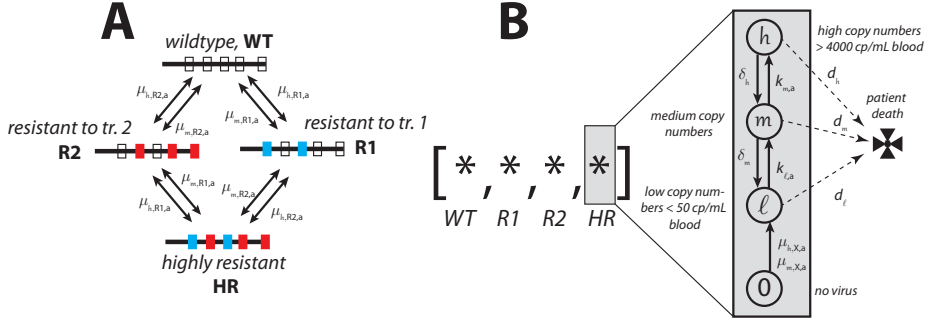 A
wildtype, WT
μh,R2,a
μm,R2,a
μh,R1,a
μm,R1,a
resistant to tr. 2
R2
resistant to tr. 1
R1
μm,R1,a
μh,R1,a
μm,R2,a
μh,R2,a
highly resistant
HR
B
[*,*,*,*]
WT R1 R2 HR
h
high copy numbers
> 4000 cp/mL blood
δh
km,a
dh
medium copy
numbers
m
dm
patient
death
δm
kℓ,a
low copy num-
bers < 50 cp/mL
blood
ℓ
dℓ
μh,X,a
μm,X,a
0
no virus